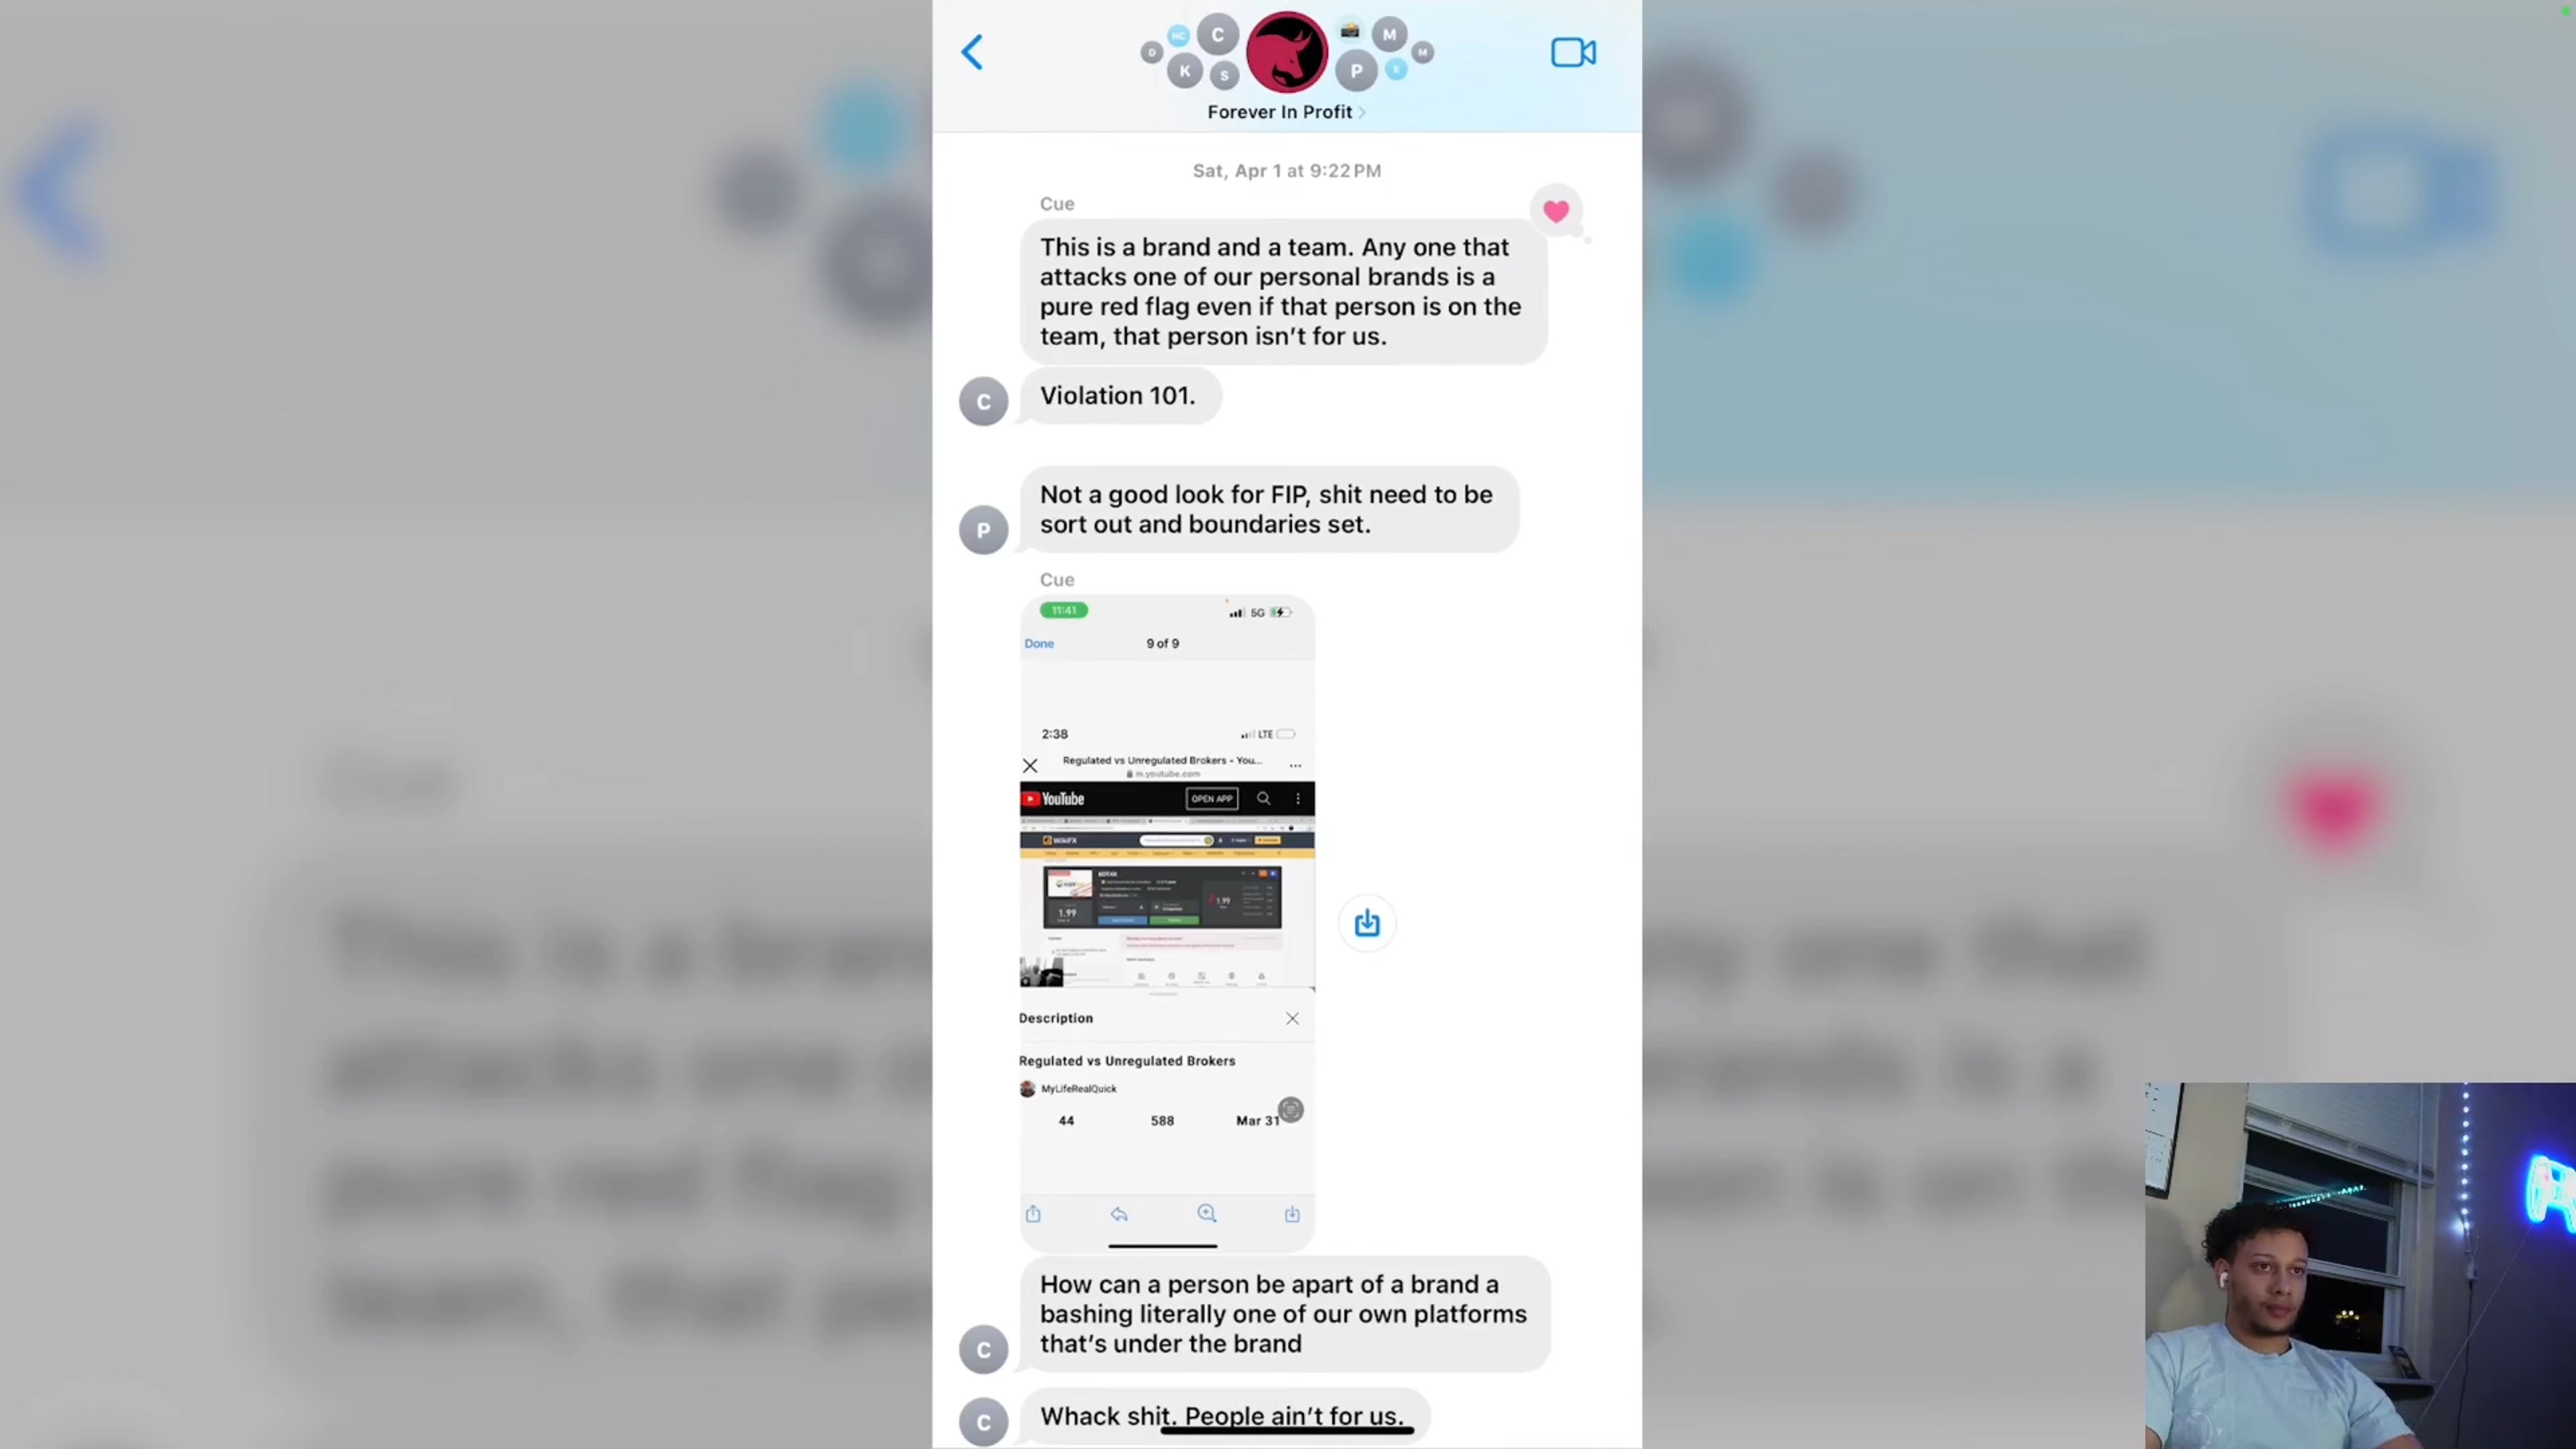 D
NC
C
K
S
M
P
E
M
Forever In Profit
Sat, Apr 1 at 9:22 PM
Cue
This is a brand and a team. Any one that
attacks one of our personal brands is a
pure red flag even if that person is on the
team, that person isn't for us.
C
Violation 101.
P
Not a good look for FIP, shit need to be
sort out and boundaries set.
Cue
11:41
5G
Done
9 of 9
2:38
LTE
Regulated vs Unregulated Brokers - You...
m.youtube.com
YouTube
OPEN APP
WikiFX
1.99
1.99
Description
Regulated vs Unregulated Brokers
MyLifeRealQuick
44
588
Mar 31
How can a person be apart of a brand a
bashing literally one of our own platforms
that's under the brand
C
Whack shit. People ain't for us.
C